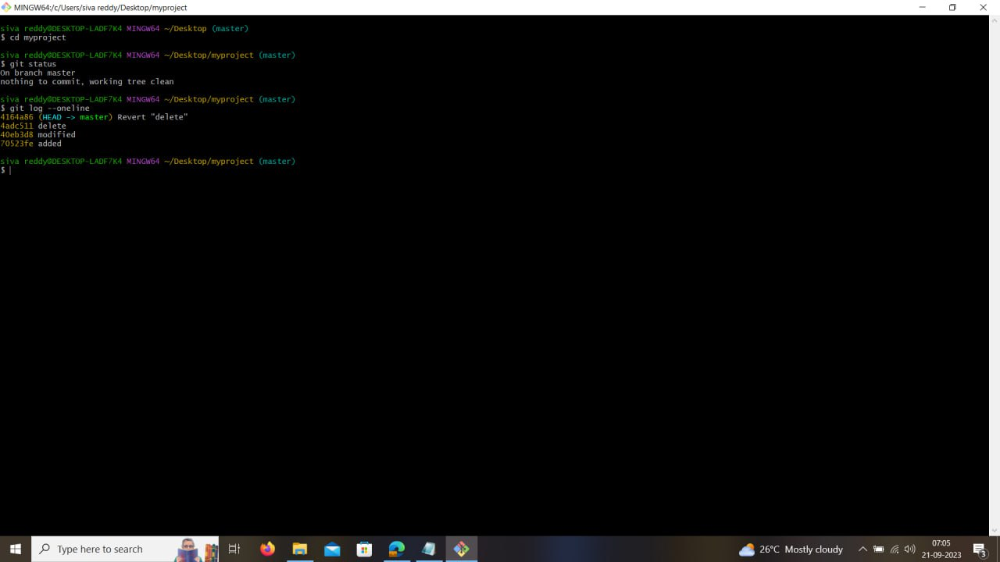 MINGW64:/c/Users/siva reddy/Desktop/myproject
siva reddy@DESKTOP-LADF7K4 MINGW64 ~/Desktop (master)
$ cd myproject
siva reddy@DESKTOP-LADF7K4 MINGW64 ~/Desktop/myproject (master)
$ git status
On branch master
nothing to commit, working tree clean
siva reddy@DESKTOP-LADF7K4 MINGW64 ~/Desktop/myproject (master)
$ git log --oneline
4164a86 (HEAD -> master) Revert "delete"
4adc511 delete
40eb3d8 modified
70523fe added
siva reddy@DESKTOP-LADF7K4 MINGW64 ~/Desktop/myproject (master)
$
Type here to search
26°C Mostly cloudy
07:05
21-09-2023
3